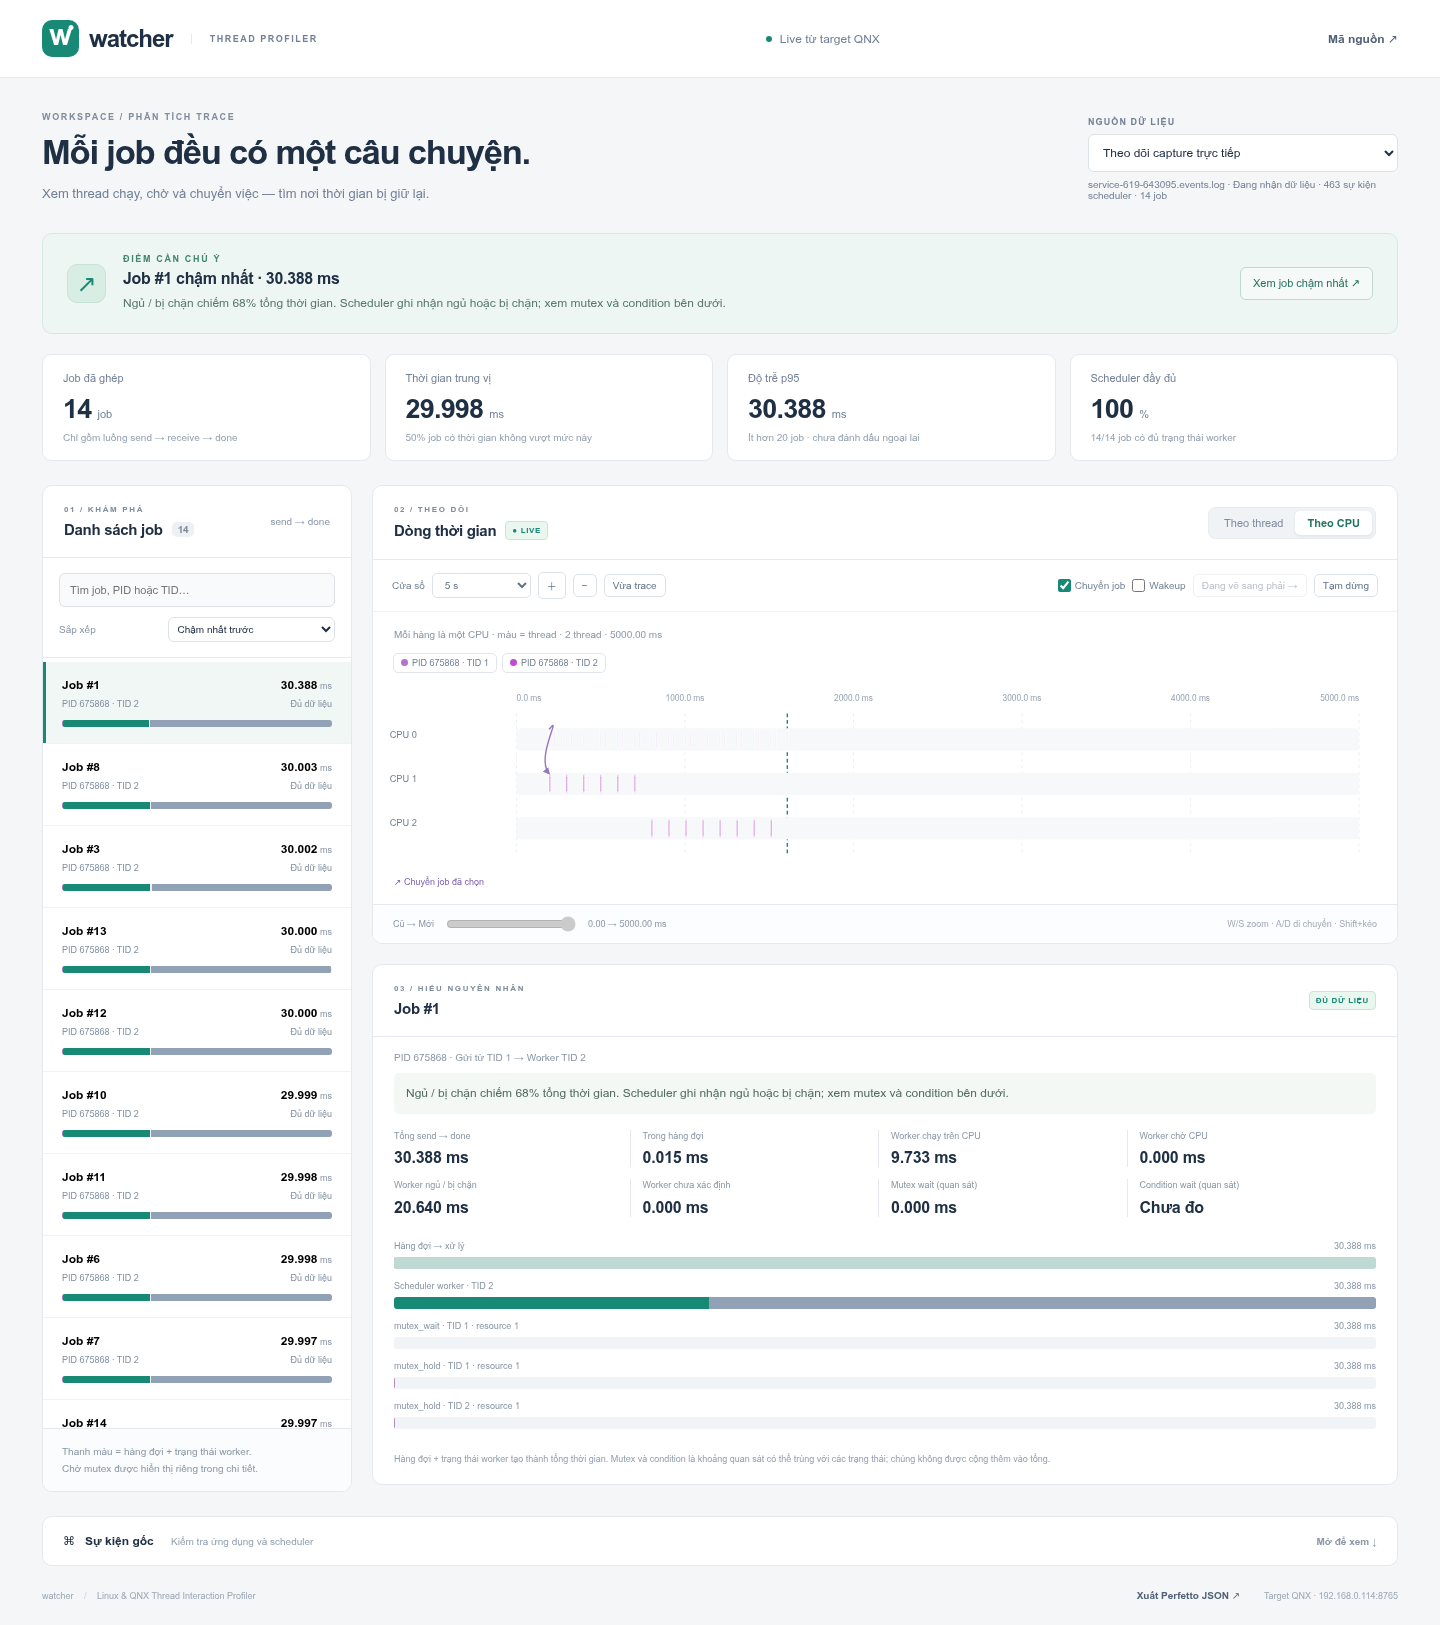 W watcher THREAD PROFILER
Live từ target QNX
Mã nguồn ↗
WORKSPACE / PHÂN TÍCH TRACE
Mỗi job đều có một câu chuyện.
Xem thread chạy, chờ và chuyển việc — tìm nơi thời gian bị giữ lại.
NGUỒN DỮ LIỆU
Theo dõi capture trực tiếp
service-619-643095.events.log · Đang nhận dữ liệu · 463 sự kiện
scheduler · 14 job
ĐIỂM CẦN CHÚ Ý
Job #1 chậm nhất · 30.388 ms
Ngủ / bị chặn chiếm 68% tổng thời gian. Scheduler ghi nhận ngủ hoặc bị chặn; xem mutex và condition bên dưới.
Xem job chậm nhất ↗
Job đã ghép
14 job
Chỉ gồm luồng send → receive → done
Thời gian trung vị
29.998 ms
50% job có thời gian không vượt mức này
Độ trễ p95
30.388 ms
Ít hơn 20 job · chưa đánh dấu ngoại lai
Scheduler đầy đủ
100 %
14/14 job có đủ trạng thái worker
01 / KHÁM PHÁ
Danh sách job 14
send → done
Tìm job, PID hoặc TID…
Sắp xếp
Chậm nhất trước
Job #1 30.388 ms
PID 675868 · TID 2 Đủ dữ liệu
Job #8 30.003 ms
PID 675868 · TID 2 Đủ dữ liệu
Job #3 30.002 ms
PID 675868 · TID 2 Đủ dữ liệu
Job #13 30.000 ms
PID 675868 · TID 2 Đủ dữ liệu
Job #12 30.000 ms
PID 675868 · TID 2 Đủ dữ liệu
Job #10 29.999 ms
PID 675868 · TID 2 Đủ dữ liệu
Job #11 29.998 ms
PID 675868 · TID 2 Đủ dữ liệu
Job #6 29.998 ms
PID 675868 · TID 2 Đủ dữ liệu
Job #7 29.997 ms
PID 675868 · TID 2 Đủ dữ liệu
Job #14 29.997 ms
Thanh màu = hàng đợi + trạng thái worker.
Chờ mutex được hiển thị riêng trong chi tiết.
02 / THEO DÕI
Dòng thời gian ● LIVE
Theo thread Theo CPU
Cửa sổ 5 s + − Vừa trace
Chuyển job Wakeup Đang vẽ sang phải → Tạm dừng
Mỗi hàng là một CPU · màu = thread · 2 thread · 5000.00 ms
PID 675868 · TID 1 PID 675868 · TID 2
0.0 ms 1000.0 ms 2000.0 ms 3000.0 ms 4000.0 ms 5000.0 ms
CPU 0
CPU 1
CPU 2
↗ Chuyển job đã chọn
Cũ → Mới 0.00 → 5000.00 ms
W/S zoom · A/D di chuyển · Shift+kéo
03 / HIỂU NGUYÊN NHÂN
Job #1
ĐỦ DỮ LIỆU
PID 675868 · Gửi từ TID 1 → Worker TID 2
Ngủ / bị chặn chiếm 68% tổng thời gian. Scheduler ghi nhận ngủ hoặc bị chặn; xem mutex và condition bên dưới.
Tổng send → done
30.388 ms
Trong hàng đợi
0.015 ms
Worker chạy trên CPU
9.733 ms
Worker chờ CPU
0.000 ms
Worker ngủ / bị chặn
20.640 ms
Worker chưa xác định
0.000 ms
Mutex wait (quan sát)
0.000 ms
Condition wait (quan sát)
Chưa đo
Hàng đợi → xử lý 30.388 ms
Scheduler worker · TID 2 30.388 ms
mutex_wait · TID 1 · resource 1 30.388 ms
mutex_hold · TID 1 · resource 1 30.388 ms
mutex_hold · TID 2 · resource 1 30.388 ms
Hàng đợi + trạng thái worker tạo thành tổng thời gian. Mutex và condition là khoảng quan sát có thể trùng với các trạng thái; chúng không được cộng thêm vào tổng.
⌘ Sự kiện gốc Kiểm tra ứng dụng và scheduler
Mở để xem ↓
watcher / Linux & QNX Thread Interaction Profiler
Xuất Perfetto JSON ↗ Target QNX · 192.168.0.114:8765